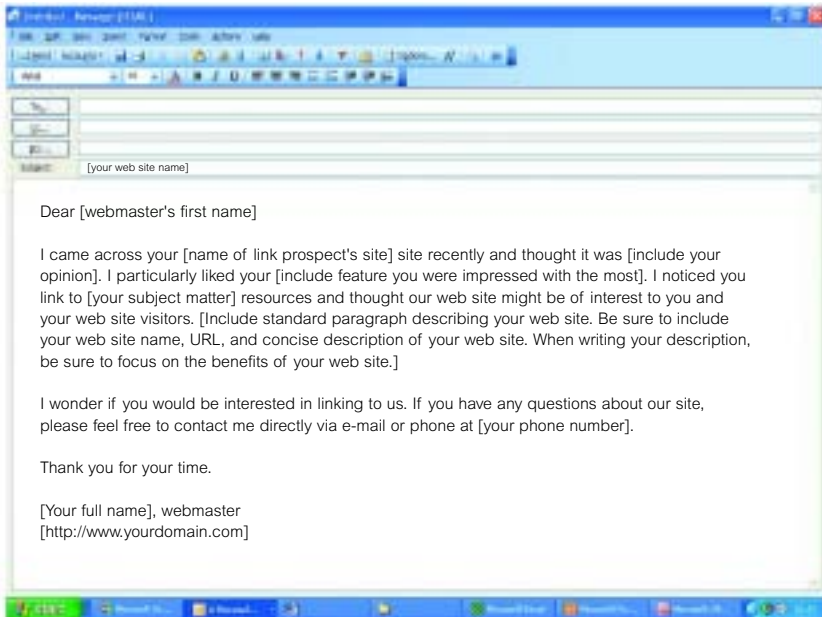 [your web site name]
Dear [webmaster's first name]
I came across your [name of link prospect's site] site recently and thought it was [include your
opinion]. I particularly liked your [include feature you were impressed with the most]. I noticed you
link to [your subject matter] resources and thought our web site might be of interest to you and
your web site visitors. [Include standard paragraph describing your web site. Be sure to include
your web site name, URL, and concise description of your web site. When writing your description,
be sure to focus on the benefits of your web site.]
I wonder if you would be interested in linking to us. If you have any questions about our site,
please feel free to contact me directly via e-mail or phone at [your phone number].
Thank you for your time.
[Your full name], webmaster
[http://www.yourdomain.com]